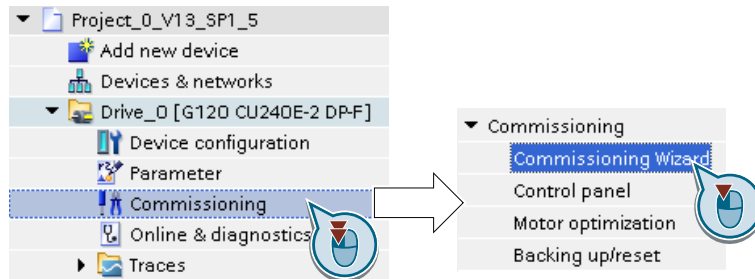 Project_0_V13_SP1_5
Add new device
Devices & networks
Drive_0 [G120 CU240E-2 DP-F]
Device configuration
Parameter
Commissioning
Online & diagnostics
Traces
Commissioning
Commissioning Wizard
Control panel
Motor optimization
Backing up/reset